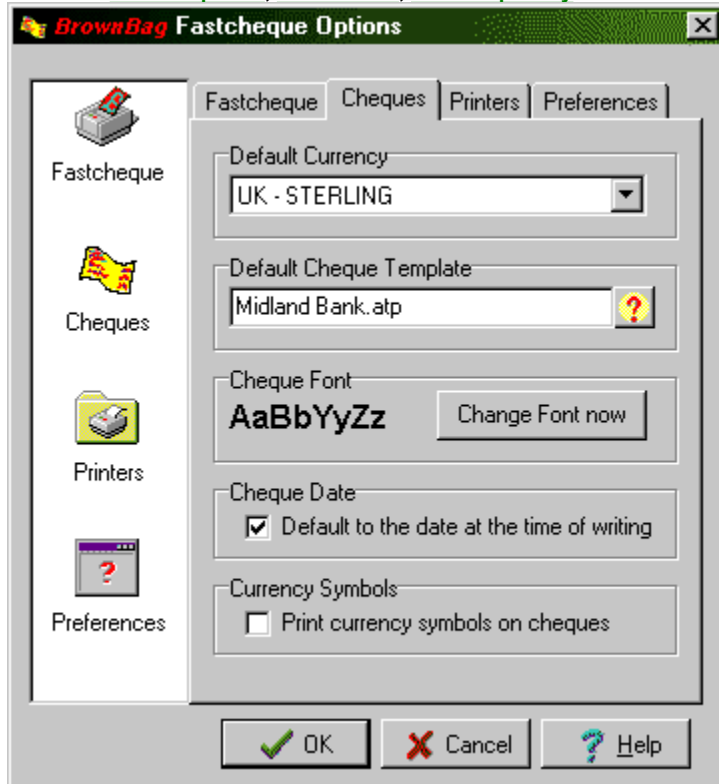 BrownBag Fastcheque Options
Fastcheque Cheques Printers Preferences
Fastcheque
Cheques
Printers
Preferences
Default Currency
UK - STERLING
Default Cheque Template
Midland Bank.atp
?
Cheque Font
AaBbYyZz
Change Font now
Cheque Date
Default to the date at the time of writing
Currency Symbols
Print currency symbols on cheques
OK Cancel Help